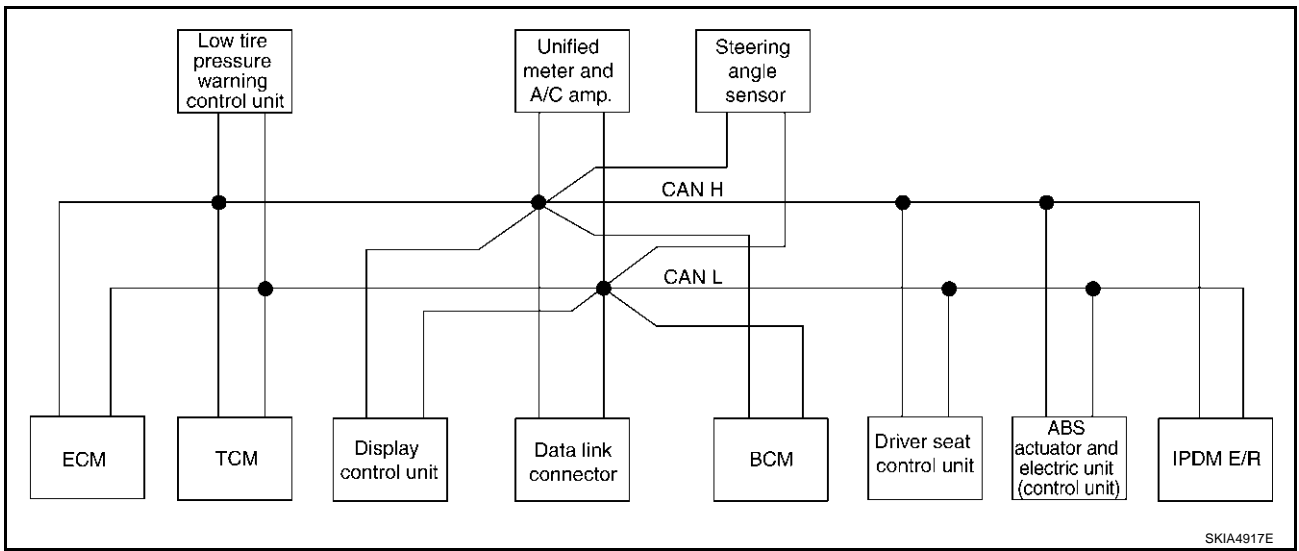 Low tire
pressure
warning
control unit
Unified
meter and
A/C amp.
Steering
angle
sensor
CAN H
CAN L
ECM
TCM
Display
control unit
Data link
connector
BCM
Driver seat
control unit
ABS
actuator and
electric unit
(control unit)
IPDM E/R
SKIA4917E